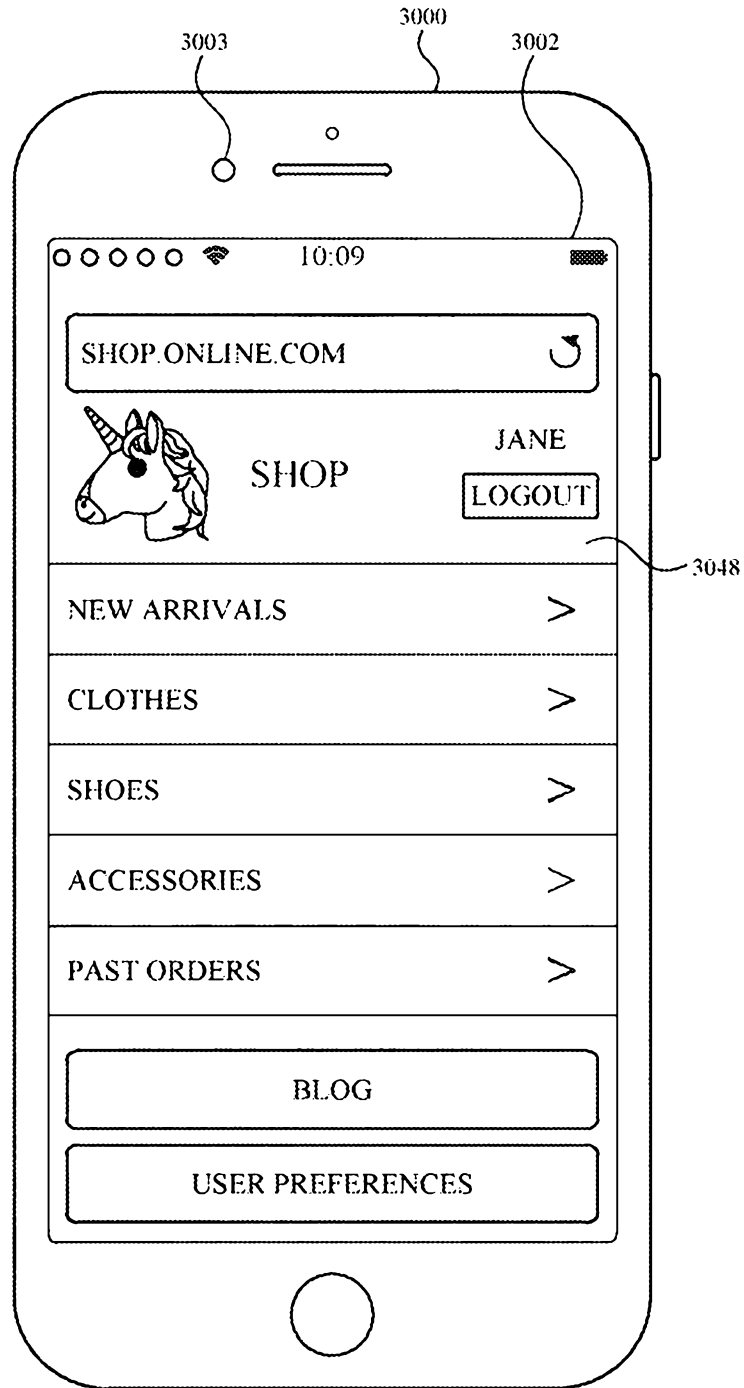 3000
3003
3002
10:09
SHOP.ONLINE.COM
JANE
SHOP
LOGOUT
3048
NEW ARRIVALS >
CLOTHES >
SHOES >
ACCESSORIES >
PAST ORDERS >
BLOG
USER PREFERENCES